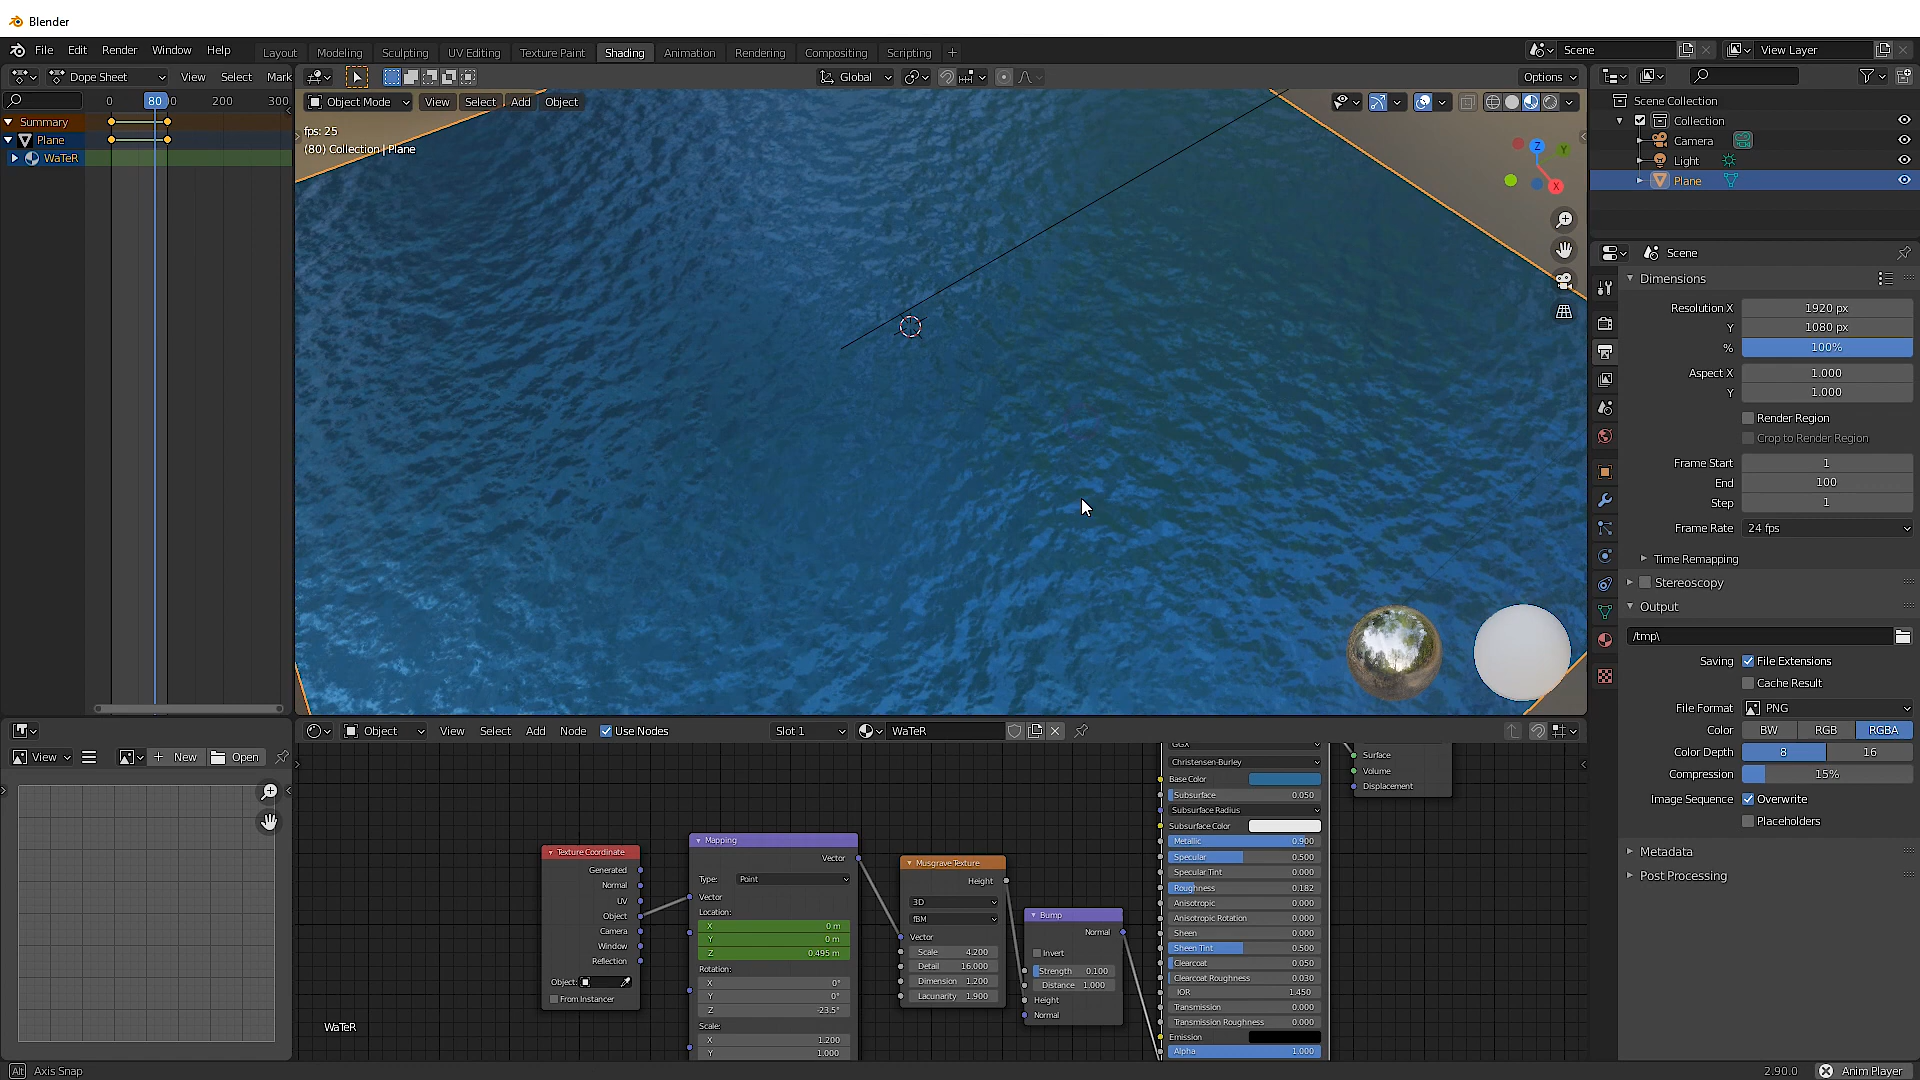 Blender
File Edit Render Window Help
Layout Modeling Sculpting UV Editing Texture Paint Shading Animation Rendering Compositing Scripting +
Scene View Layer
Dope Sheet View Select Mark
Global Options
0 80 200 300
Summary
Plane
WaTeR
Object Mode View Select Add Object
fps: 25
(80) Collection | Plane
Z Y X
Scene Collection
Collection
Camera
Light
Plane
Scene
Dimensions
Resolution X 1920 px
Y 1080 px
% 100%
Aspect X 1.000
Y 1.000
Render Region
Crop to Render Region
Frame Start 1
End 100
Step 1
Frame Rate 24 fps
Time Remapping
Stereoscopy
Output
/tmp\
Saving File Extensions
Cache Result
File Format PNG
Color BW RGB RGBA
Color Depth 8 16
Compression 15%
Image Sequence Overwrite
Placeholders
Metadata
Post Processing
View New Open
Object View Select Add Node Use Nodes Slot 1 WaTeR
Texture Coordinate
Generated
Normal
UV
Object
Camera
Window
Reflection
Object:
From Instancer
Mapping
Vector
Type: Point
Vector
Location:
X 0 m
Y 0 m
Z 0.495 m
Rotation:
X 0°
Y 0°
Z -23.5°
Scale:
X 1.200
Y 1.000
Musgrave Texture
Height
3D
fBM
Vector
Scale 4.200
Detail 16.000
Dimension 1.200
Lacunarity 1.900
Bump
Normal
Invert
Strength 0.100
Distance 1.000
Height
Normal
GGX
Christensen-Burley
Base Color
Subsurface 0.050
Subsurface Radius
Subsurface Color
Metallic 0.900
Specular 0.500
Specular Tint 0.000
Roughness 0.182
Anisotropic 0.000
Anisotropic Rotation 0.000
Sheen 0.000
Sheen Tint 0.500
Clearcoat 0.050
Clearcoat Roughness 0.030
IOR 1.450
Transmission 0.000
Transmission Roughness 0.000
Emission
Alpha 1.000
Surface
Volume
Displacement
WaTeR
Alt Axis Snap
2.90.0 Anim Player